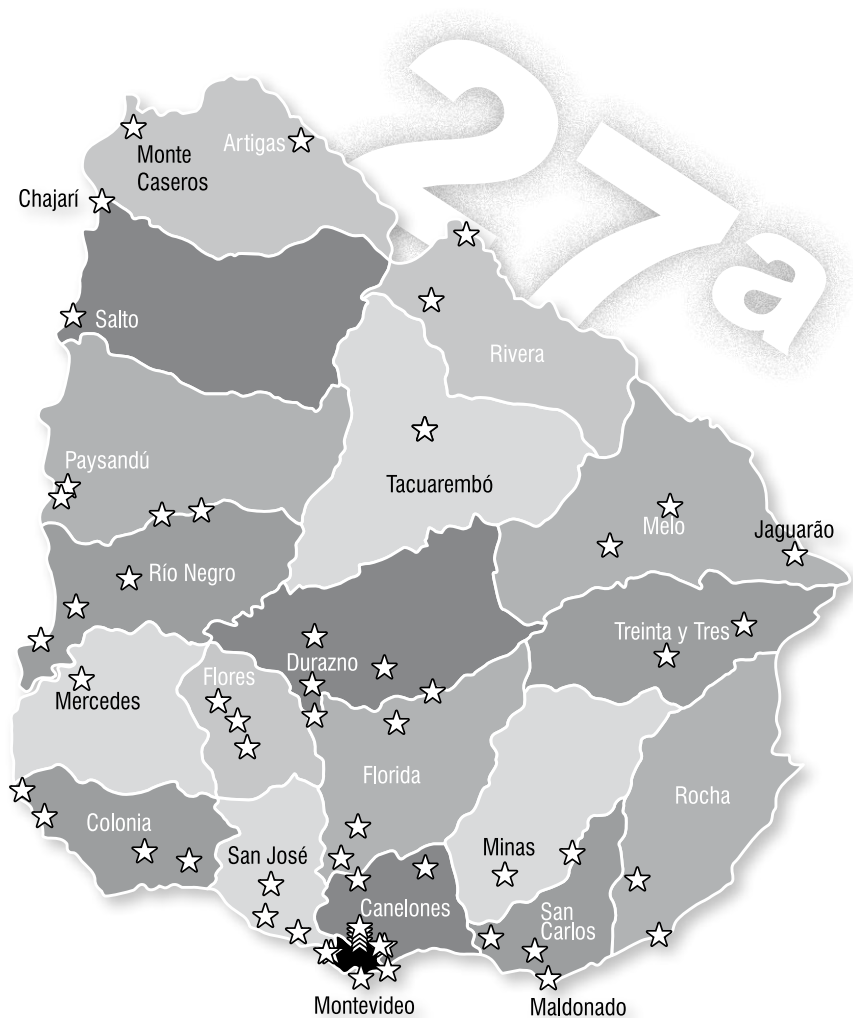 27a
Artigas
Monte
Caseros
Chajarí
Salto
Rivera
Paysandú
Tacuarembó
Melo
Jaguarão
Río Negro
Treinta y Tres
Durazno
Flores
Mercedes
Florida
Rocha
Colonia
San José
Minas
Canelones
San
Carlos
Montevideo
Maldonado